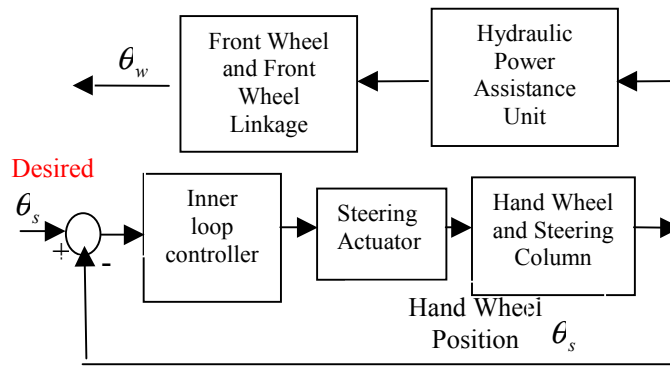 Front Wheel
and Front
Wheel
Linkage
Hydraulic
Power
Assistance
Unit
θw
Desired
θs
+
-
Inner
loop
controller
Steering
Actuator
Hand Wheel
and Steering
Column
Hand Wheel
Position θs